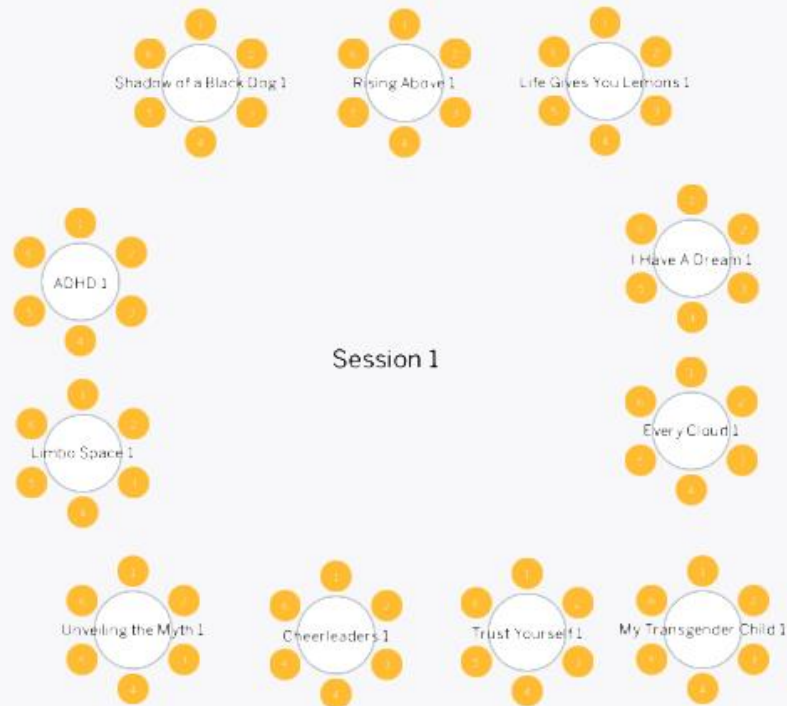 Shadow of a Black Dog 1
Rising Above 1
Life Gives You Lemons 1
ADHD 1
I Have A Dream 1
Session 1
Limbo Space 1
Every Cloud 1
Unveiling the Myth 1
Cheerleaders 1
Trust Yourself 1
My Transgender Child 1